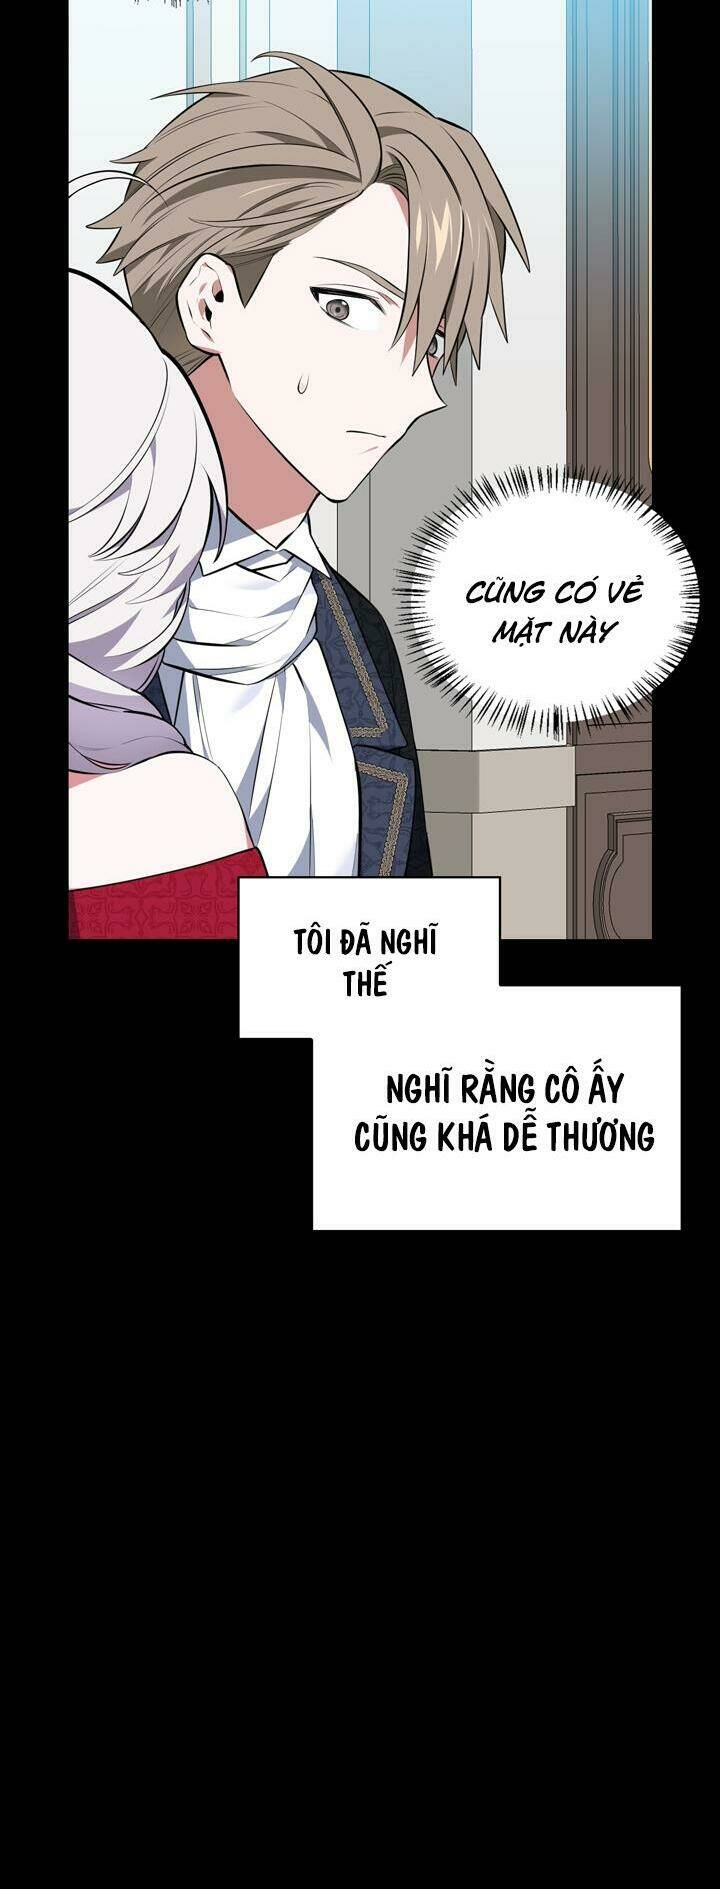 CŨNG CÓ VẺ
MẶT NÀY
TÔI ĐÃ NGHĨ
THẾ
NGHĨ RẰNG CÔ ẤY
CŨNG KHÁ DỄ THƯƠNG